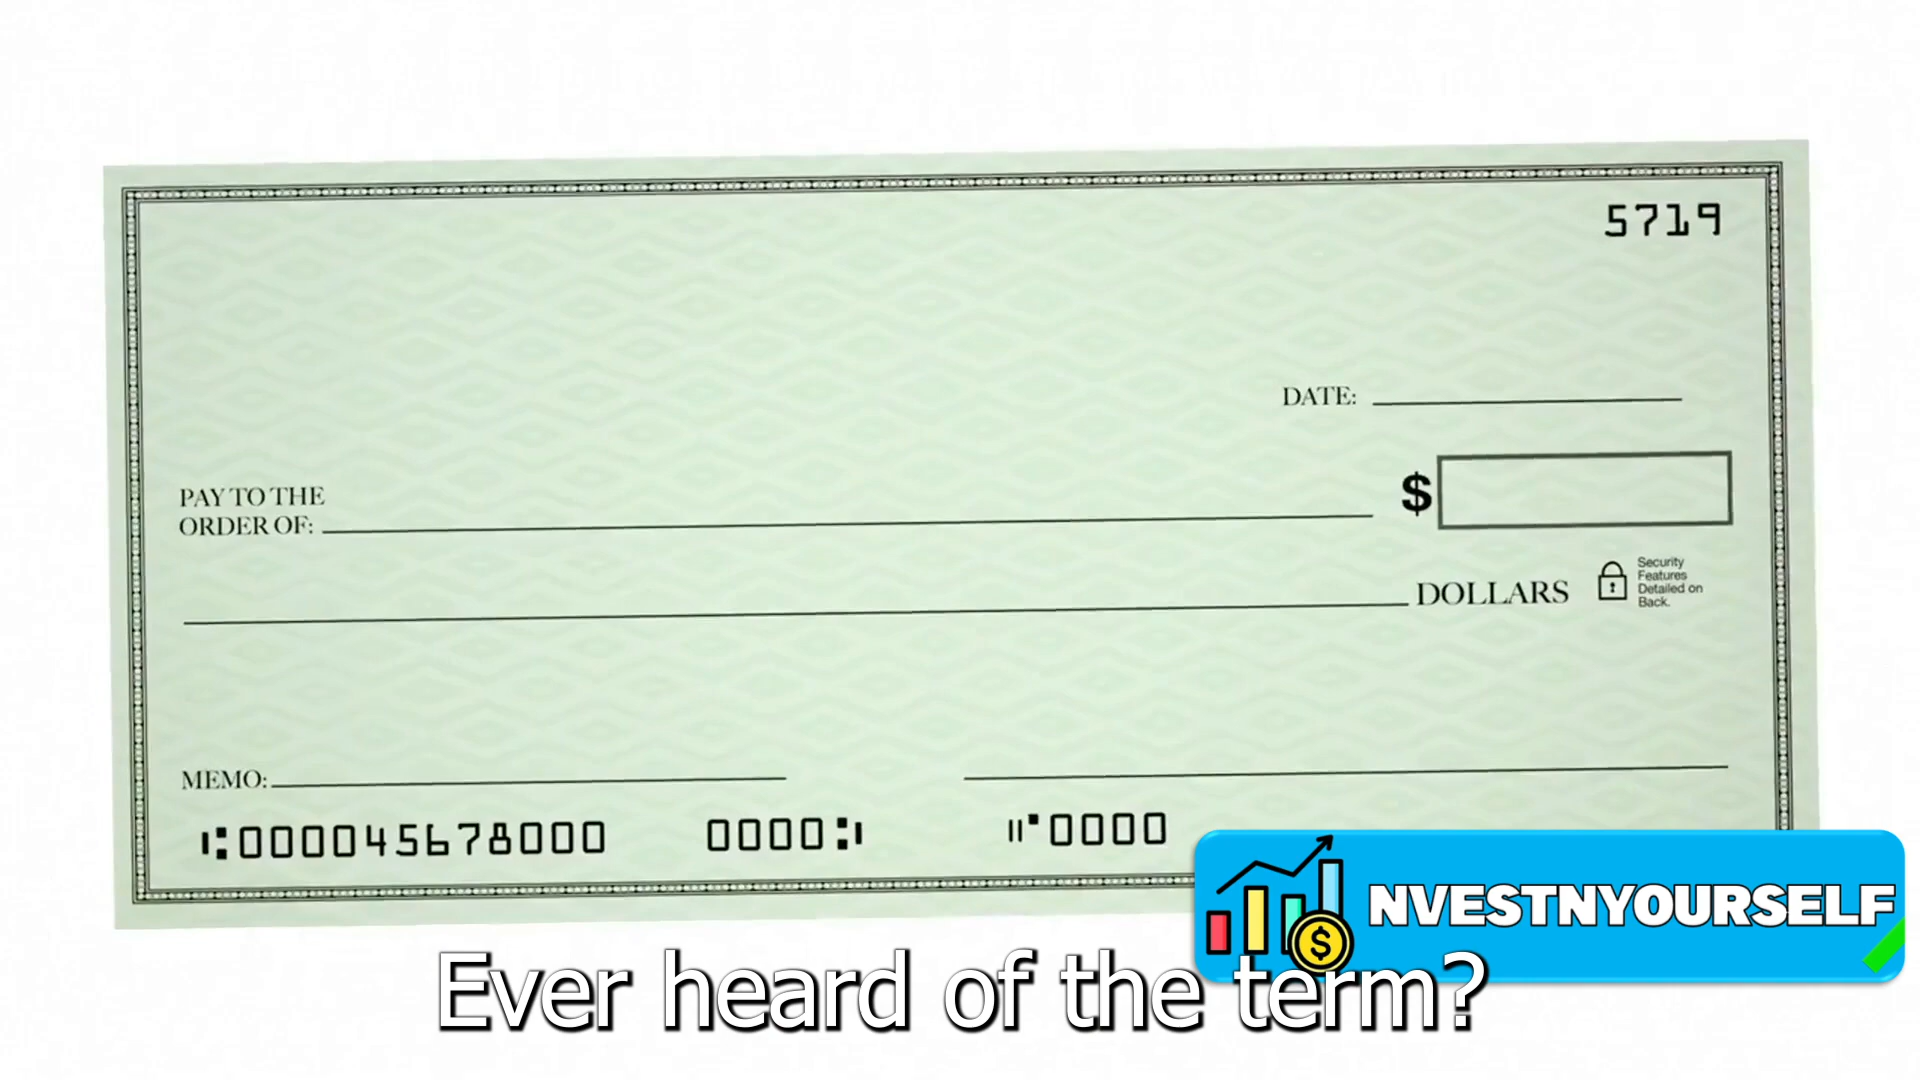 5719
DATE:
PAY TO THE
ORDER OF:
$
DOLLARS
Security
Features
Detailed on
Back.
MEMO:
⑆000045678000 0000⑆ ⑈0000
NVESTNYOURSELF
Ever heard of the term?